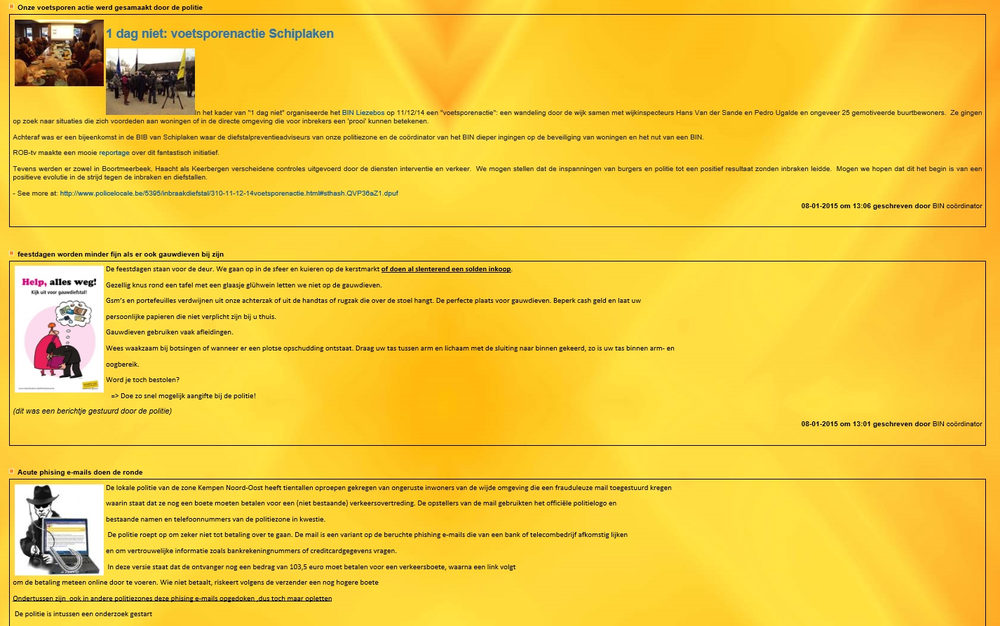 Onze voetsporen actie werd gesamaakt door de politie
1 dag niet: voetsporenactie Schiplaken
In het kader van "1 dag niet" organiseerde het BIN Liezebos op 11/12/14 een "voetsporenactie": een wandeling door de wijk samen met wijkinspecteurs Hans Van der Sande en Pedro Ugalde en ongeveer 25 gemotiveerde buurtbewoners. Ze gingen
op zoek naar situaties die zich voordeden aan woningen of in de directe omgeving die voor inbrekers een 'prooi' kunnen betekenen.
Achteraf was er een bijeenkomst in de BIB van Schiplaken waar de diefstalpreventieadviseurs van onze politiezone en de coördinator van het BIN dieper ingingen op de beveiliging van woningen en het nut van een BIN.
ROB-tv maakte een mooie reportage over dit fantastisch initiatief.
Tevens werden er zowel in Boortmeerbeek, Haacht als Keerbergen verscheidene controles uitgevoerd door de diensten interventie en verkeer. We mogen stellen dat de inspanningen van burgers en politie tot een positief resultaat zonden inbraken leidde. Mogen we hopen dat dit het begin is van een
positieve evolutie in de strijd tegen de inbraken en diefstallen.
- See more at: http://www.policelocale.be/5395/inbraakdiefstal/310-11-12-14voetsporenactie.html#sthash.QVP36aZ1.dpuf
08-01-2015 om 13:06 geschreven door BIN coördinator
feestdagen worden minder fijn als er ook gauwdieven bij zijn
Help, alles weg!
Kijk uit voor gauwdiefstal!
De feestdagen staan voor de deur. We gaan op in de sfeer en kuieren op de kerstmarkt of doen al slenterend een solden inkoop.
Gezellig knus rond een tafel met een glaasje glühwein letten we niet op de gauwdieven.
Gsm's en portefeuilles verdwijnen uit onze achterzak of uit de handtas of rugzak die over de stoel hangt. De perfecte plaats voor gauwdieven. Beperk cash geld en laat uw
persoonlijke papieren die niet verplicht zijn bij u thuis.
Gauwdieven gebruiken vaak afleidingen.
Wees waakzaam bij botsingen of wanneer er een plotse opschudding ontstaat. Draag uw tas tussen arm en lichaam met de sluiting naar binnen gekeerd, zo is uw tas binnen arm- en
oogbereik.
Word je toch bestolen?
=> Doe zo snel mogelijk aangifte bij de politie!
(dit was een berichtje gestuurd door de politie)
08-01-2015 om 13:01 geschreven door BIN coördinator
Acute phising e-mails doen de ronde
De lokale politie van de zone Kempen Noord-Oost heeft tientallen oproepen gekregen van ongeruste inwoners van de wijde omgeving die een frauduleuze mail toegestuurd kregen
waarin staat dat ze nog een boete moeten betalen voor een (niet bestaande) verkeersovertreding. De opstellers van de mail gebruikten het officiële politielogo en
bestaande namen en telefoonnummers van de politiezone in kwestie.
De politie roept op om zeker niet tot betaling over te gaan. De mail is een variant op de beruchte phishing e-mails die van een bank of telecombedrijf afkomstig lijken
en om vertrouwelijke informatie zoals bankrekeningnummers of creditcardgegevens vragen.
In deze versie staat dat de ontvanger nog een bedrag van 103,5 euro moet betalen voor een verkeersboete, waarna een link volgt
om de betaling meteen online door te voeren. Wie niet betaalt, riskeert volgens de verzender een nog hogere boete
Ondertussen zijn ook in andere politiezones deze phising e-mails opgedoken ,dus toch maar opletten
De politie is intussen een onderzoek gestart